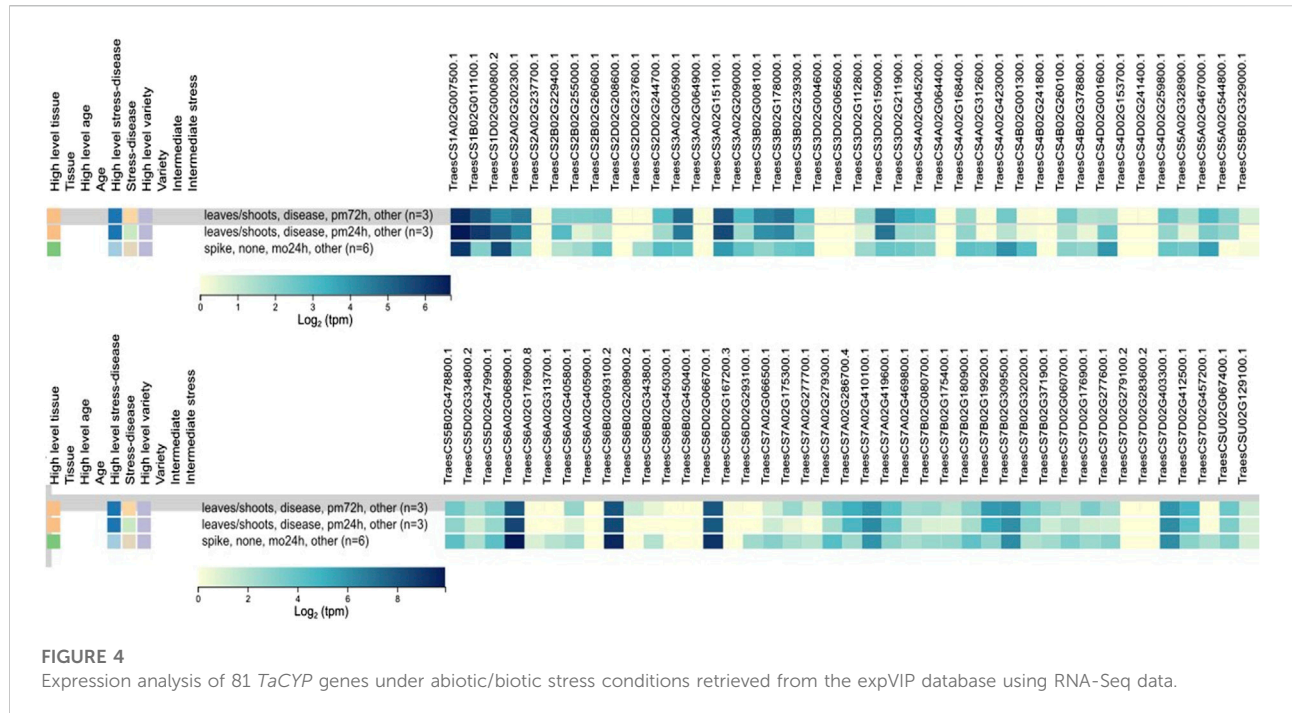 High level tissue
Tissue
High level age
Age
High level stress-disease
Stress-disease
High level variety
Variety
Intermediate
Intermediate stress
TraesCS1A02G007500.1
TraesCS1B02G011100.1
TraesCS1D02G000800.2
TraesCS2A02G202300.1
TraesCS2A02G237700.1
TraesCS2B02G229400.1
TraesCS2B02G255000.1
TraesCS2B02G260600.1
TraesCS2D02G208600.1
TraesCS2D02G237600.1
TraesCS2D02G244700.1
TraesCS3A02G005900.1
TraesCS3A02G064900.1
TraesCS3A02G151100.1
TraesCS3A02G209000.1
TraesCS3B02G008100.1
TraesCS3B02G178000.1
TraesCS3B02G239300.1
TraesCS3D02G004600.1
TraesCS3D02G065600.1
TraesCS3D02G112800.1
TraesCS3D02G159000.1
TraesCS3D02G211900.1
TraesCS4A02G045200.1
TraesCS4A02G064400.1
TraesCS4A02G168400.1
TraesCS4A02G312600.1
TraesCS4A02G423000.1
TraesCS4B02G001300.1
TraesCS4B02G241800.1
TraesCS4B02G260100.1
TraesCS4B02G378800.1
TraesCS4D02G001600.1
TraesCS4D02G153700.1
TraesCS4D02G241400.1
TraesCS4D02G259800.1
TraesCS5A02G328900.1
TraesCS5A02G467000.1
TraesCS5A02G544800.1
TraesCS5B02G329000.1
leaves/shoots, disease, pm72h, other (n=3)
leaves/shoots, disease, pm24h, other (n=3)
spike, none, mo24h, other (n=6)
0 1 2 3 4 5 6
Log₂ (tpm)
High level tissue
Tissue
High level age
Age
High level stress-disease
Stress-disease
High level variety
Variety
Intermediate
Intermediate stress
TraesCS5B02G478800.1
TraesCS5D02G334800.2
TraesCS5D02G479900.1
TraesCS6A02G068900.1
TraesCS6A02G176900.8
TraesCS6A02G313700.1
TraesCS6A02G405800.1
TraesCS6A02G405900.1
TraesCS6B02G093100.2
TraesCS6B02G208900.2
TraesCS6B02G343800.1
TraesCS6B02G450300.1
TraesCS6B02G450400.1
TraesCS6D02G066700.1
TraesCS6D02G167200.3
TraesCS6D02G293100.1
TraesCS7A02G066500.1
TraesCS7A02G175300.1
TraesCS7A02G277700.1
TraesCS7A02G279300.1
TraesCS7A02G286700.4
TraesCS7A02G410100.1
TraesCS7A02G419600.1
TraesCS7A02G469800.1
TraesCS7B02G080700.1
TraesCS7B02G175400.1
TraesCS7B02G180900.1
TraesCS7B02G199200.1
TraesCS7B02G309500.1
TraesCS7B02G320200.1
TraesCS7B02G371900.1
TraesCS7D02G060700.1
TraesCS7D02G176900.1
TraesCS7D02G277600.1
TraesCS7D02G279100.2
TraesCS7D02G283600.2
TraesCS7D02G403300.1
TraesCS7D02G412500.1
TraesCS7D02G457200.1
TraesCSU02G067400.1
TraesCSU02G129100.1
leaves/shoots, disease, pm72h, other (n=3)
leaves/shoots, disease, pm24h, other (n=3)
spike, none, mo24h, other (n=6)
0 2 4 6 8
Log₂ (tpm)
FIGURE 4
Expression analysis of 81 TaCYP genes under abiotic/biotic stress conditions retrieved from the expVIP database using RNA-Seq data.